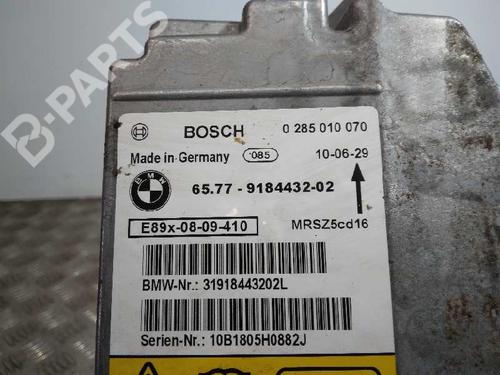 B-PARTS
BOSCH 0 285 010 070
Made in Germany 085 10-06-29
BMW
65.77 - 9184432-02
E89x-08-09-410 MRSZ5cd16
BMW-Nr.: 31918443202L
Serien-Nr.: 10B1805H0882J